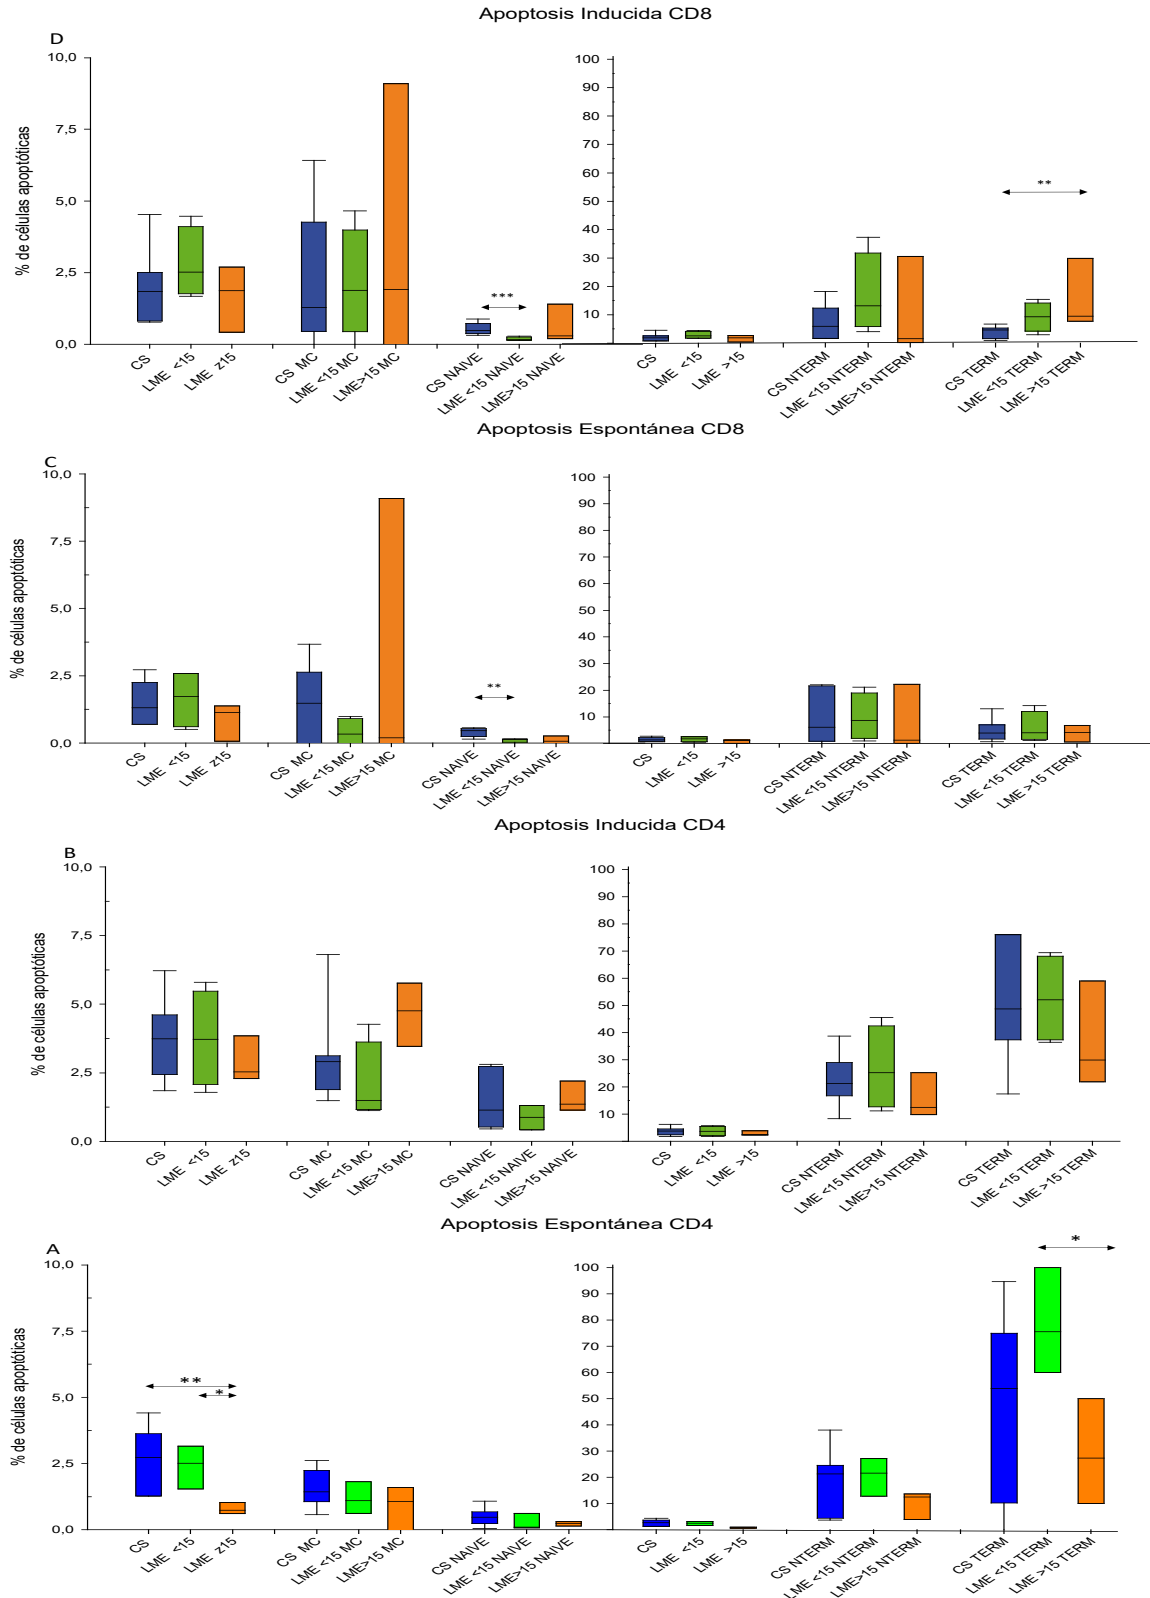 Apoptosis Inducida CD8
D
% de células apoptóticas
10,0
7,5
5,0
2,5
0,0
100
90
80
70
60
50
40
30
20
10
***
**
CS
LME <15
LME ≥15
CS MC
LME <15 MC
LME>15 MC
CS NAIVE
LME <15 NAIVE
LME>15 NAIVE
CS
LME <15
LME >15
CS NTERM
LME <15 NTERM
LME>15 NTERM
CS TERM
LME <15 TERM
LME >15 TERM
Apoptosis Espontánea CD8
C
% de células apoptóticas
10,0
7,5
5,0
2,5
0,0
100
90
80
70
60
50
40
30
20
10
**
CS
LME <15
LME ≥15
CS MC
LME <15 MC
LME>15 MC
CS NAIVE
LME <15 NAIVE
LME>15 NAIVE
CS
LME <15
LME >15
CS NTERM
LME <15 NTERM
LME>15 NTERM
CS TERM
LME <15 TERM
LME >15 TERM
Apoptosis Inducida CD4
B
% de células apoptóticas
10,0
7,5
5,0
2,5
0,0
100
90
80
70
60
50
40
30
20
10
CS
LME <15
LME ≥15
CS MC
LME <15 MC
LME>15 MC
CS NAIVE
LME <15 NAIVE
LME>15 NAIVE
CS
LME <15
LME >15
CS NTERM
LME <15 NTERM
LME>15 NTERM
CS TERM
LME <15 TERM
LME >15 TERM
Apoptosis Espontánea CD4
A
% de células apoptóticas
10,0
7,5
5,0
2,5
0,0
100
90
80
70
60
50
40
30
20
10
**
*
*
CS
LME <15
LME ≥15
CS MC
LME <15 MC
LME>15 MC
CS NAIVE
LME <15 NAIVE
LME>15 NAIVE
CS
LME <15
LME >15
CS NTERM
LME <15 NTERM
LME>15 NTERM
CS TERM
LME <15 TERM
LME >15 TERM